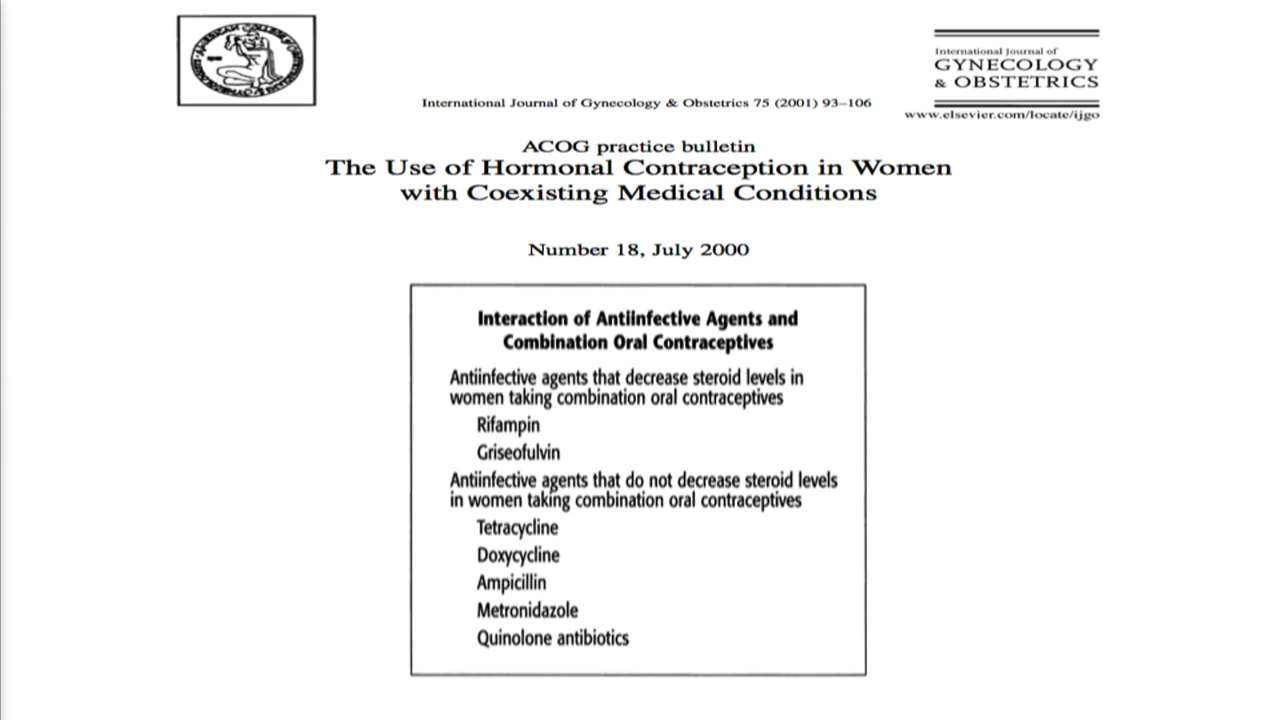 International Journal of
GYNECOLOGY
& OBSTETRICS
International Journal of Gynecology & Obstetrics 75 (2001) 93–106
www.elsevier.com/locate/ijgo
ACOG practice bulletin
The Use of Hormonal Contraception in Women
with Coexisting Medical Conditions
Number 18, July 2000
Interaction of Antiinfective Agents and
Combination Oral Contraceptives
Antiinfective agents that decrease steroid levels in
women taking combination oral contraceptives
Rifampin
Griseofulvin
Antiinfective agents that do not decrease steroid levels
in women taking combination oral contraceptives
Tetracycline
Doxycycline
Ampicillin
Metronidazole
Quinolone antibiotics